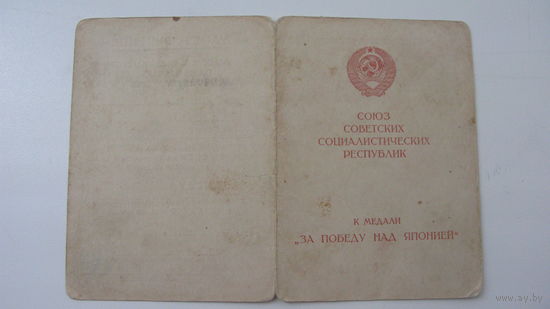 СОЮЗ
СОВЕТСКИХ
СОЦИАЛИСТИЧЕСКИХ
РЕСПУБЛИК
К МЕДАЛИ
„ЗА ПОБЕДУ НАД ЯПОНИЕЙ“
www.ay.by